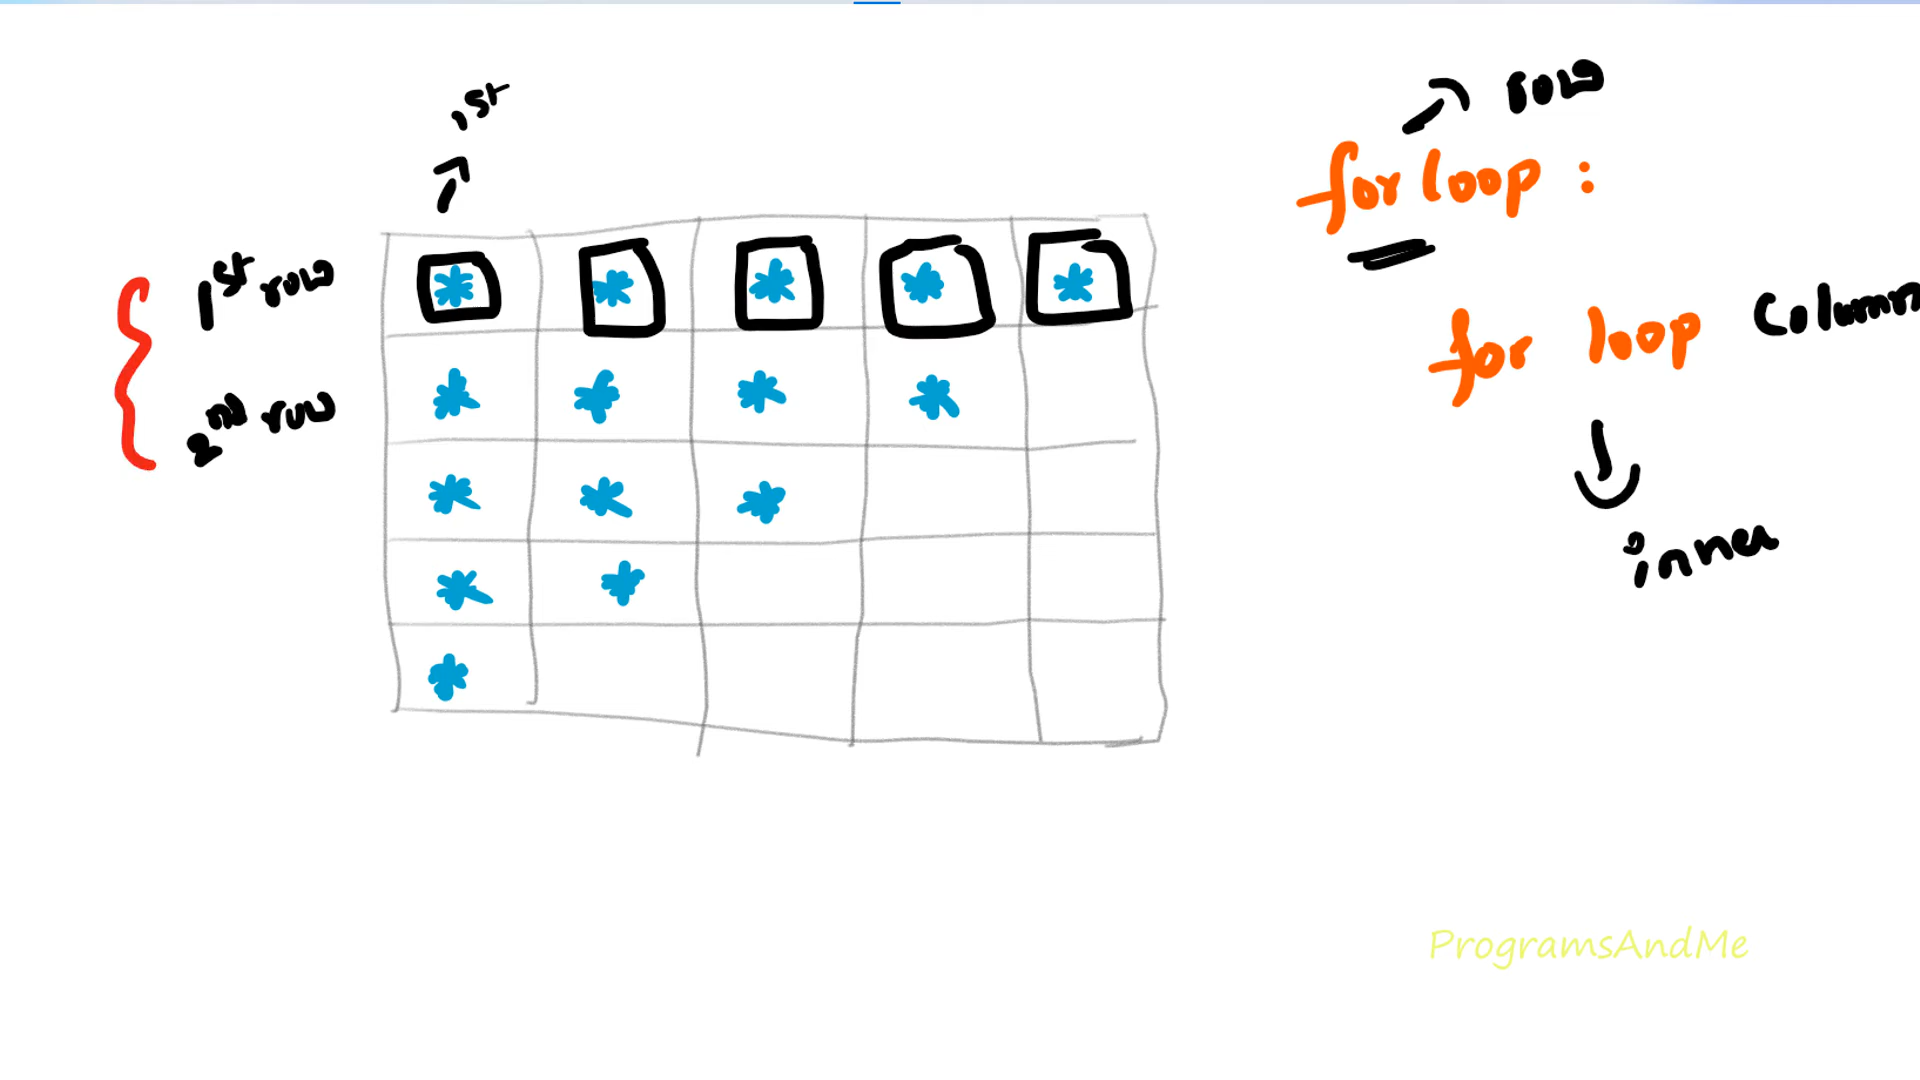 1st
row
for loop :
1st row
for loop column
2nd row
inner
ProgramsAndMe